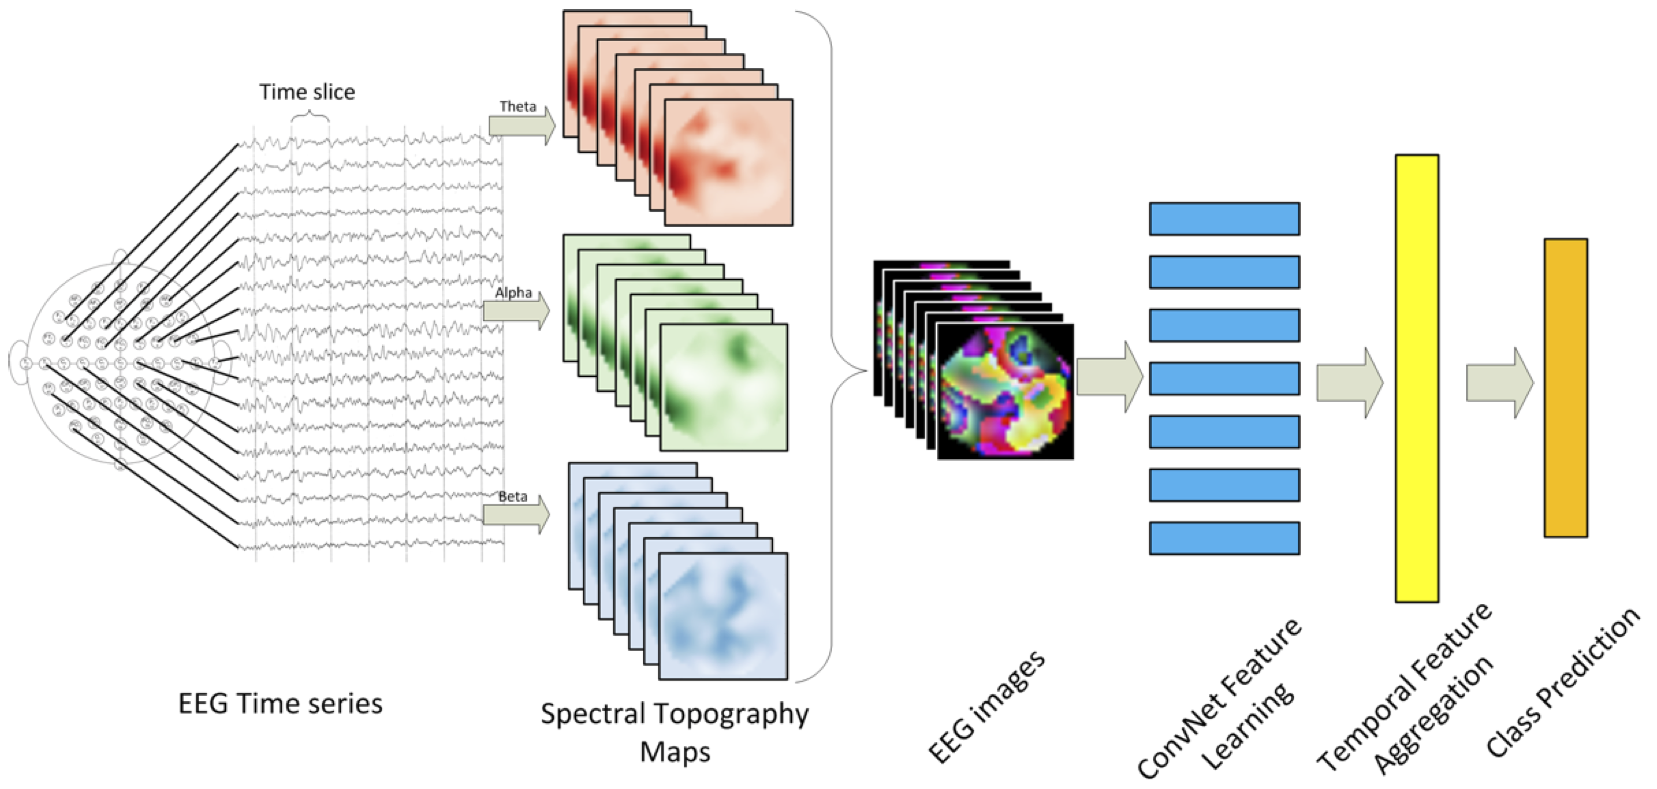 Time slice
Theta
Alpha
Beta
EEG Time series
Spectral Topography
Maps
EEG images
ConvNet Feature
Learning
Temporal Feature
Aggregation
Class Prediction